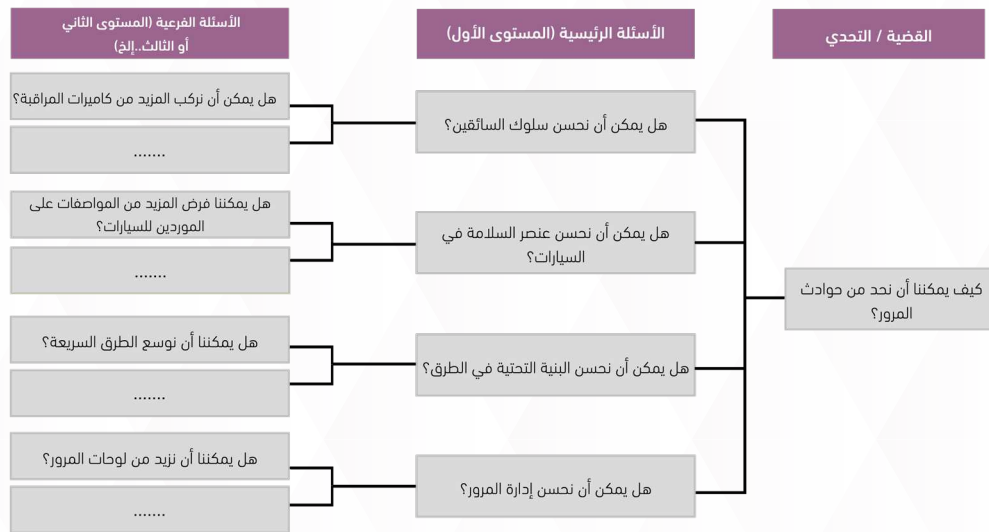 القضية / التحدي
الأسئلة الرئيسية (المستوى الأول)
الأسئلة الفرعية (المستوى الثاني
أو الثالث..إلخ)
كيف يمكننا أن نحد من حوادث
المرور؟
هل يمكن أن نحسن سلوك السائقين؟
هل يمكن أن نركب المزيد من كاميرات المراقبة؟
.......
هل يمكن أن نحسن عنصر السلامة في
السيارات؟
هل يمكننا فرض المزيد من المواصفات على
الموردين للسيارات؟
.......
هل يمكن أن نحسن البنية التحتية في الطرق؟
هل يمكننا أن نوسع الطرق السريعة؟
.......
هل يمكن أن نحسن إدارة المرور؟
هل يمكننا أن نزيد من لوحات المرور؟
.......